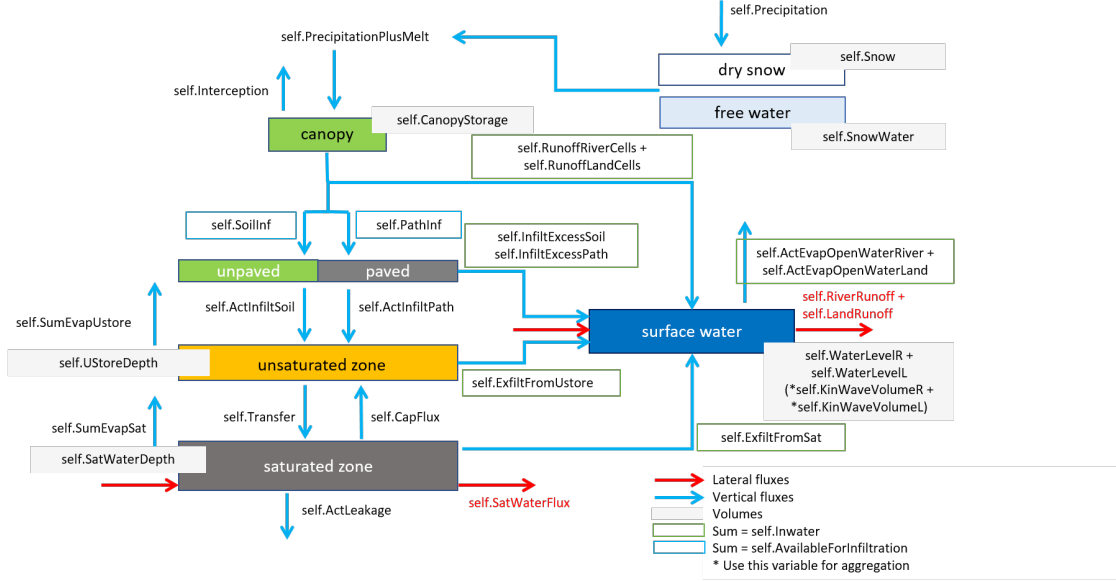 self.Precipitation
self.PrecipitationPlusMelt
self.Snow
dry snow
self.Interception
free water
self.CanopyStorage
self.SnowWater
canopy
self.RunoffRiverCells +
self.RunoffLandCells
self.SoilInf
self.PathInf
self.InfiltExcessSoil
self.InfiltExcessPath
self.ActEvapOpenWaterRiver +
self.ActEvapOpenWaterLand
unpaved
paved
self.RiverRunoff +
self.LandRunoff
self.ActInfiltSoil
self.ActInfiltPath
self.SumEvapUstore
surface water
self.UStoreDepth
unsaturated zone
self.WaterLevelR +
self.WaterLevelL
(*self.KinWaveVolumeR +
*self.KinWaveVolumeL)
self.ExfiltFromUstore
self.Transfer
self.CapFlux
self.SumEvapSat
self.ExfiltFromSat
self.SatWaterDepth
saturated zone
self.SatWaterFlux
self.ActLeakage
Lateral fluxes
Vertical fluxes
Volumes
Sum = self.Inwater
Sum = self.AvailableForInfiltration
* Use this variable for aggregation